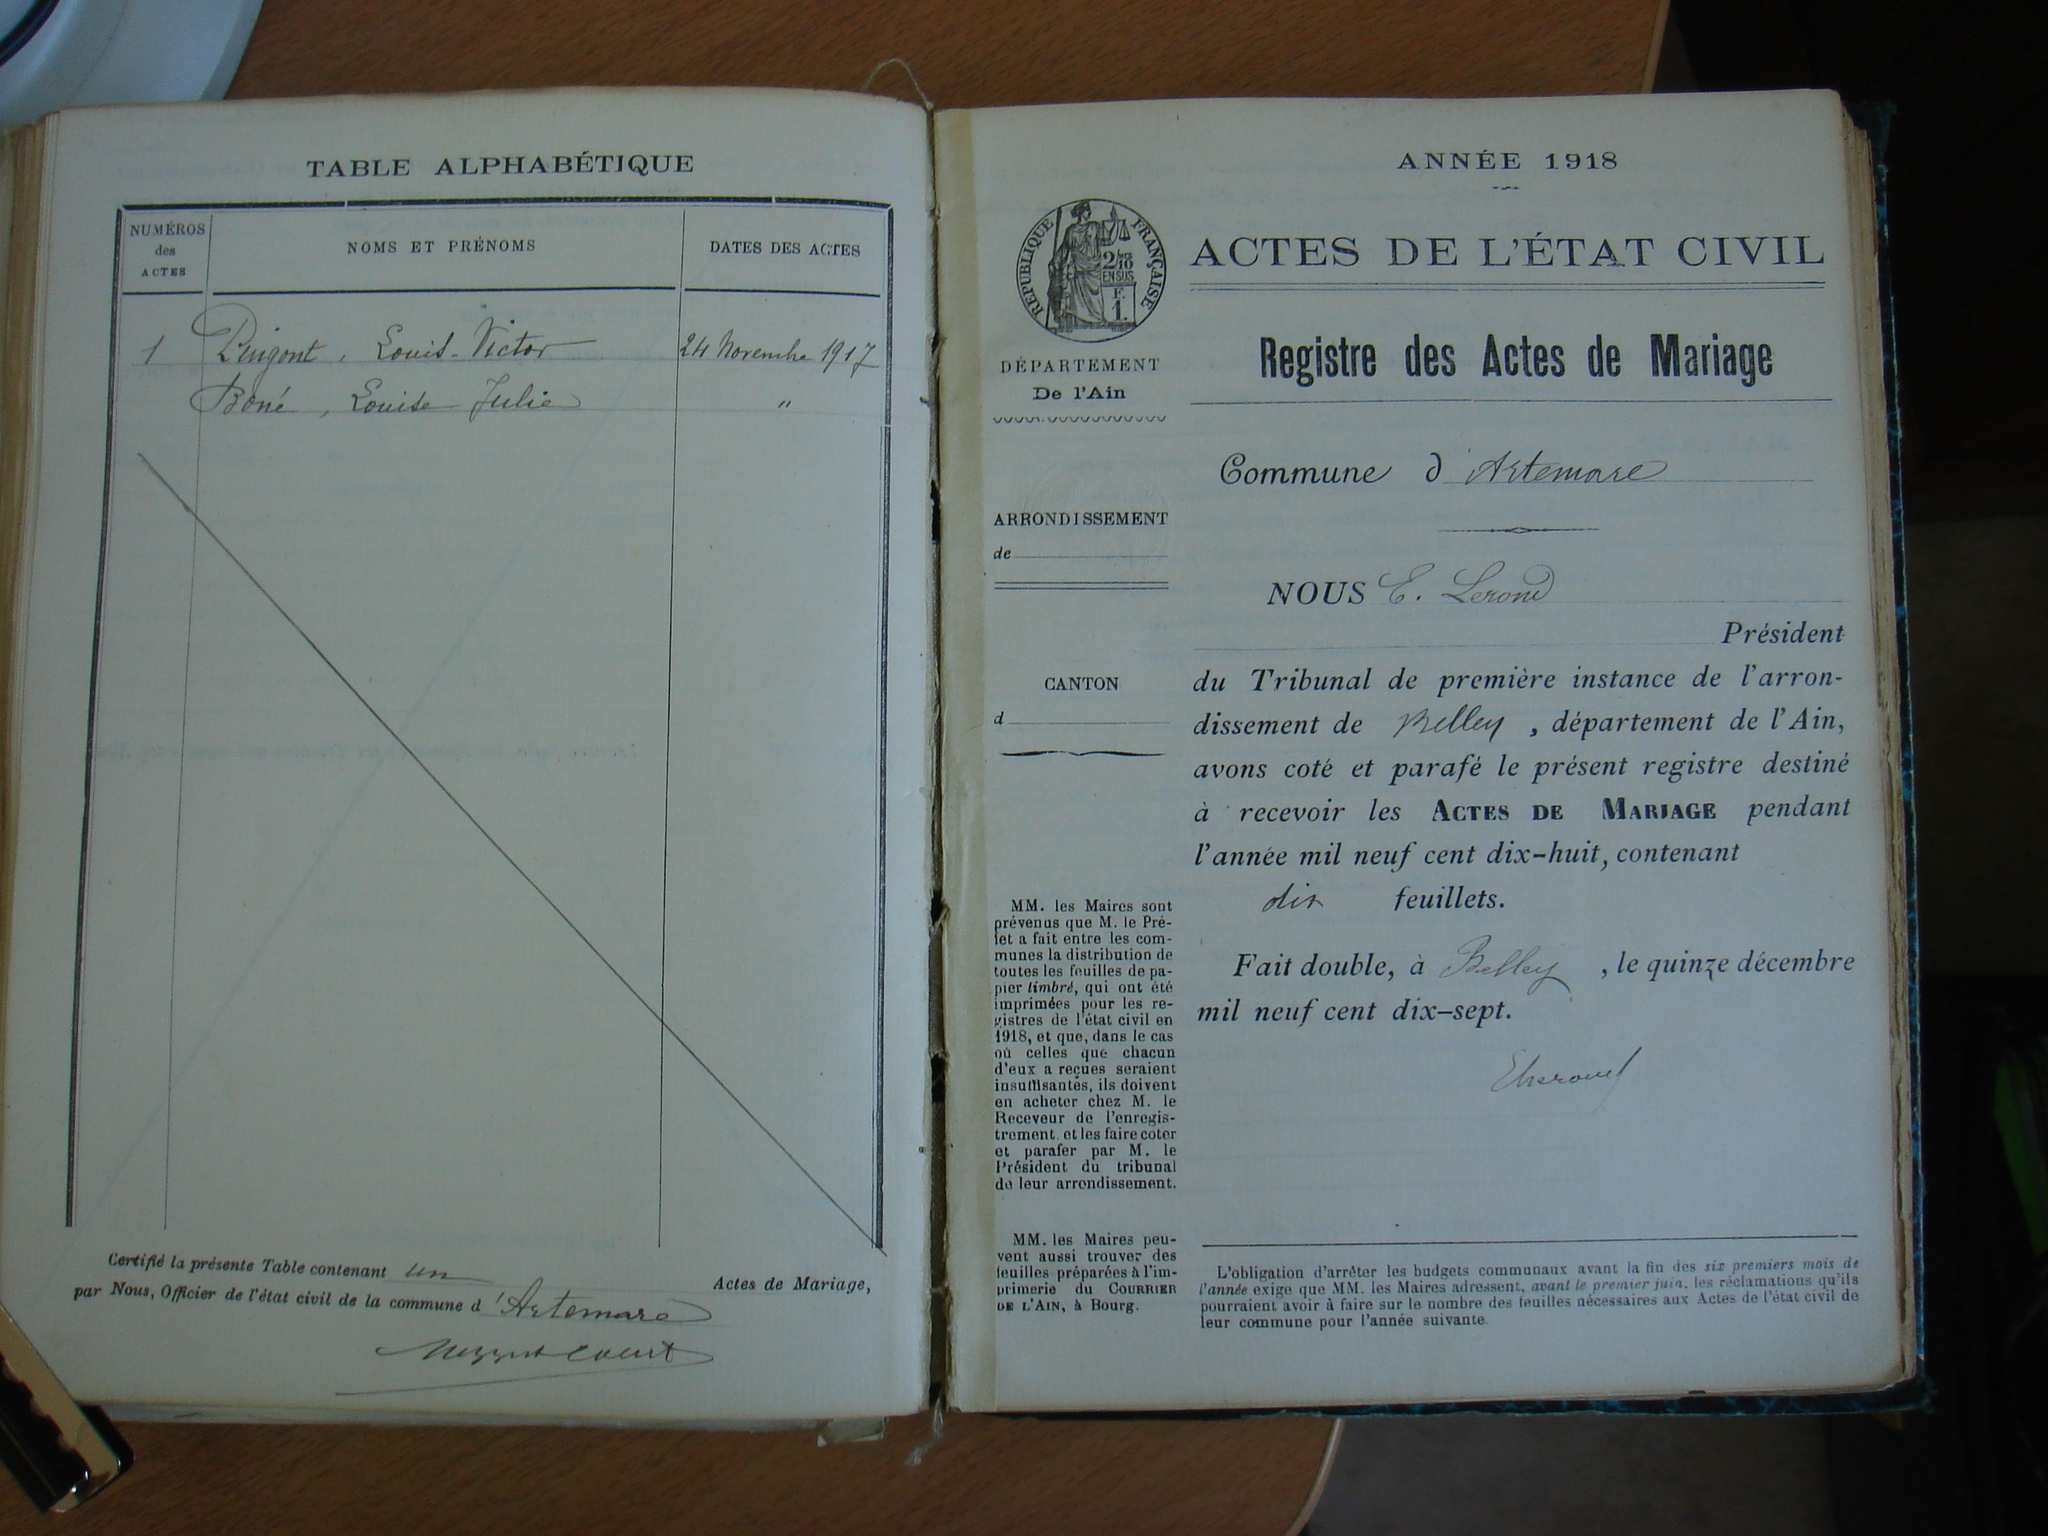 TABLE ALPHABÉTIQUE
NUMÉROS
des
ACTES
NOMS ET PRÉNOMS
DATES DES ACTES
1 Pingont, Louis-Victor 24 Novembre 1917
Boné, Louise Julie "
Certifié la présente Table contenant un Actes de Mariage,
par Nous, Officier de l'état civil de la commune d'Artemare
ANNÉE 1918
RÉPUBLIQUE FRANÇAISE
2/10
EN SUS
F.
1.
DÉPARTEMENT
De l'Ain
ARRONDISSEMENT
de
CANTON
d
MM. les Maires sont
prévenus que M. le Pré-
fet a fait entre les com-
munes la distribution de
toutes les feuilles de pa-
pier timbré, qui ont été
imprimées pour les re-
gistres de l'état civil en
1918, et que, dans le cas
où celles que chacun
d'eux a reçues seraient
insuffisantes, ils doivent
en acheter chez M. le
Receveur de l'enregis-
trement. et les faire coter
et parafer par M. le
Président du tribunal
de leur arrondissement.
MM. les Maires peu-
vent aussi trouver des
feuilles préparées à l'im-
primerie du COURRIER
DE L'AIN, à Bourg.
ACTES DE L'ÉTAT CIVIL
Registre des Actes de Mariage
Commune d'Artemare
NOUS E. Lerond
Président
du Tribunal de première instance de l'arron-
dissement de Belley, département de l'Ain,
avons coté et parafé le présent registre destiné
à recevoir les ACTES DE MARIAGE pendant
l'année mil neuf cent dix-huit, contenant
dix feuillets.
Fait double, à Belley, le quinze décembre
mil neuf cent dix-sept.
ELerond
L'obligation d'arrêter les budgets communaux avant la fin des six premiers mois de
l'année exige que MM. les Maires adressent, avant le premier juin, les réclamations qu'ils
pourraient avoir à faire sur le nombre des feuilles nécessaires aux Actes de l'état civil de
leur commune pour l'année suivante.